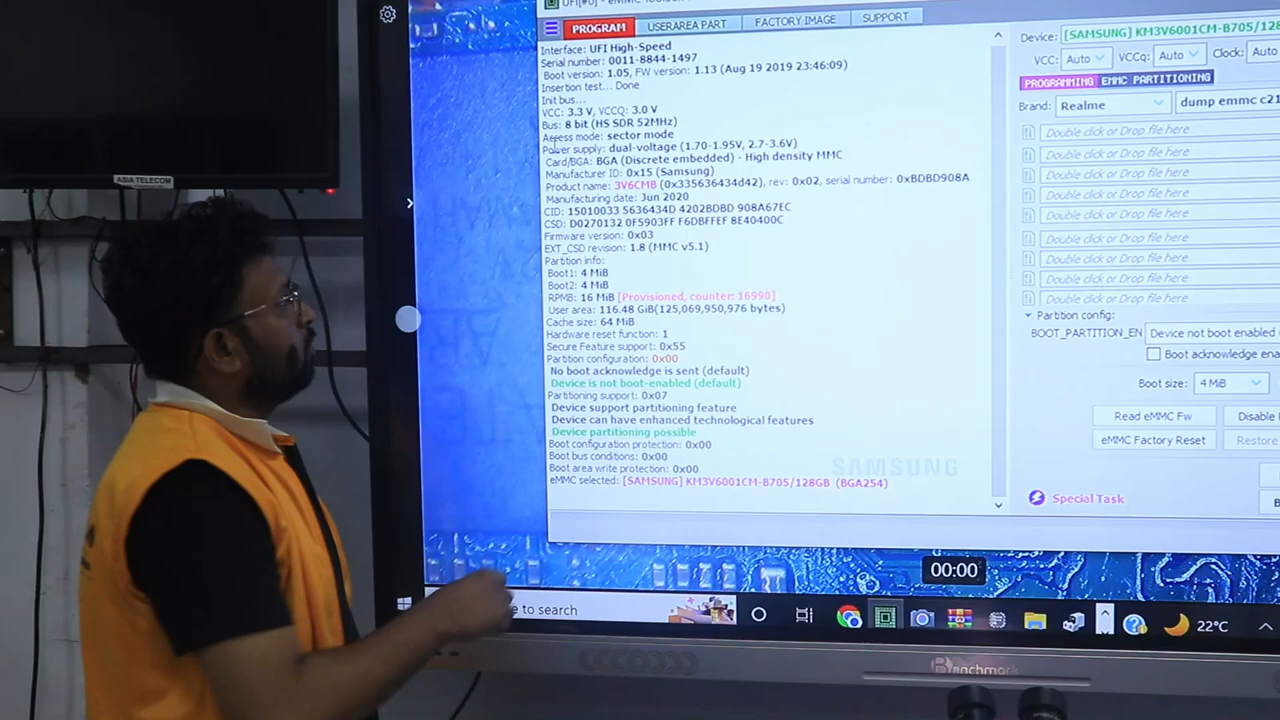 UFI[#0] - eMMC Toolbox
PROGRAM
USERAREA PART
FACTORY IMAGE
SUPPORT
Interface: UFI High-Speed
Serial number: 0011-8844-1497
Boot version: 1.05, FW version: 1.13 (Aug 19 2019 23:46:09)
Insertion test... Done
Init bus...
VCC: 3.3 V, VCCQ: 3.0 V
Bus: 8 bit (HS SDR 52MHz)
Access mode: sector mode
Power supply: dual-voltage (1.70-1.95V, 2.7-3.6V)
Card/BGA: BGA (Discrete embedded) - High density MMC
Manufacturer ID: 0x15 (Samsung)
Product name: 3V6CMB (0x335636434d42), rev: 0x02, serial number: 0xBDBD908A
Manufacturing date: Jun 2020
CID: 15010033 5636434D 4202BDBD 908A67EC
CSD: D0270132 0F5903FF F6DBFFEF 8E40400C
Firmware version: 0x03
EXT_CSD revision: 1.8 (MMC v5.1)
Partition info:
Boot1: 4 MiB
Boot2: 4 MiB
RPMB: 16 MiB [Provisioned, counter: 16990]
User area: 116.48 GiB(125,069,950,976 bytes)
Cache size: 64 MiB
Hardware reset function: 1
Secure Feature support: 0x55
Partition configuration: 0x00
No boot acknowledge is sent (default)
Device is not boot-enabled (default)
Partitioning support: 0x07
Device support partitioning feature
Device can have enhanced technological features
Device partitioning possible
Boot configuration protection: 0x00
Boot bus conditions: 0x00
Boot area write protection: 0x00
eMMC selected: [SAMSUNG] KM3V6001CM-B705/128GB (BGA254)
SAMSUNG
Device: [SAMSUNG] KM3V6001CM-B705/128
VCC: Auto VCCq: Auto Clock: Auto
PROGRAMMING EMMC PARTITIONING
Brand: Realme dump emmc c21
Double click or Drop file here
Double click or Drop file here
Double click or Drop file here
Double click or Drop file here
Double click or Drop file here
Double click or Drop file here
Double click or Drop file here
Double click or Drop file here
Double click or Drop file here
Partition config:
BOOT_PARTITION_EN Device not boot enabled (
Boot acknowledge ena
Boot size: 4 MiB
Read eMMC Fw Disable
eMMC Factory Reset Restore
Special Task
00:00
e to search
22°C
ASIA TELECOM
Benchmark